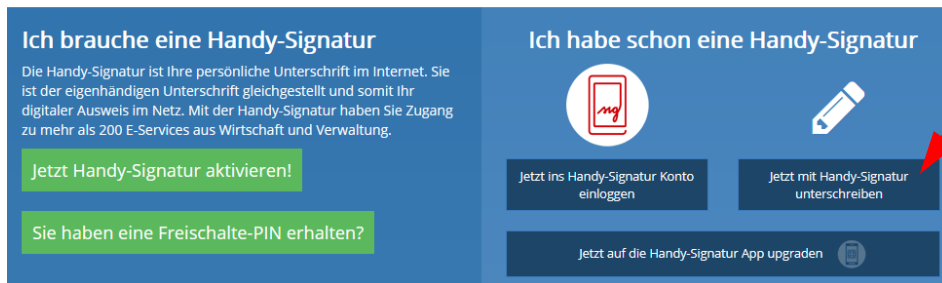 Ich brauche eine Handy-Signatur
Die Handy-Signatur ist Ihre persönliche Unterschrift im Internet. Sie
ist der eigenhändigen Unterschrift gleichgestellt und somit Ihr
digitaler Ausweis im Netz. Mit der Handy-Signatur haben Sie Zugang
zu mehr als 200 E-Services aus Wirtschaft und Verwaltung.
Jetzt Handy-Signatur aktivieren!
Sie haben eine Freischalte-PIN erhalten?
Ich habe schon eine Handy-Signatur
Jetzt ins Handy-Signatur Konto
einloggen
Jetzt mit Handy-Signatur
unterschreiben
Jetzt auf die Handy-Signatur App upgraden